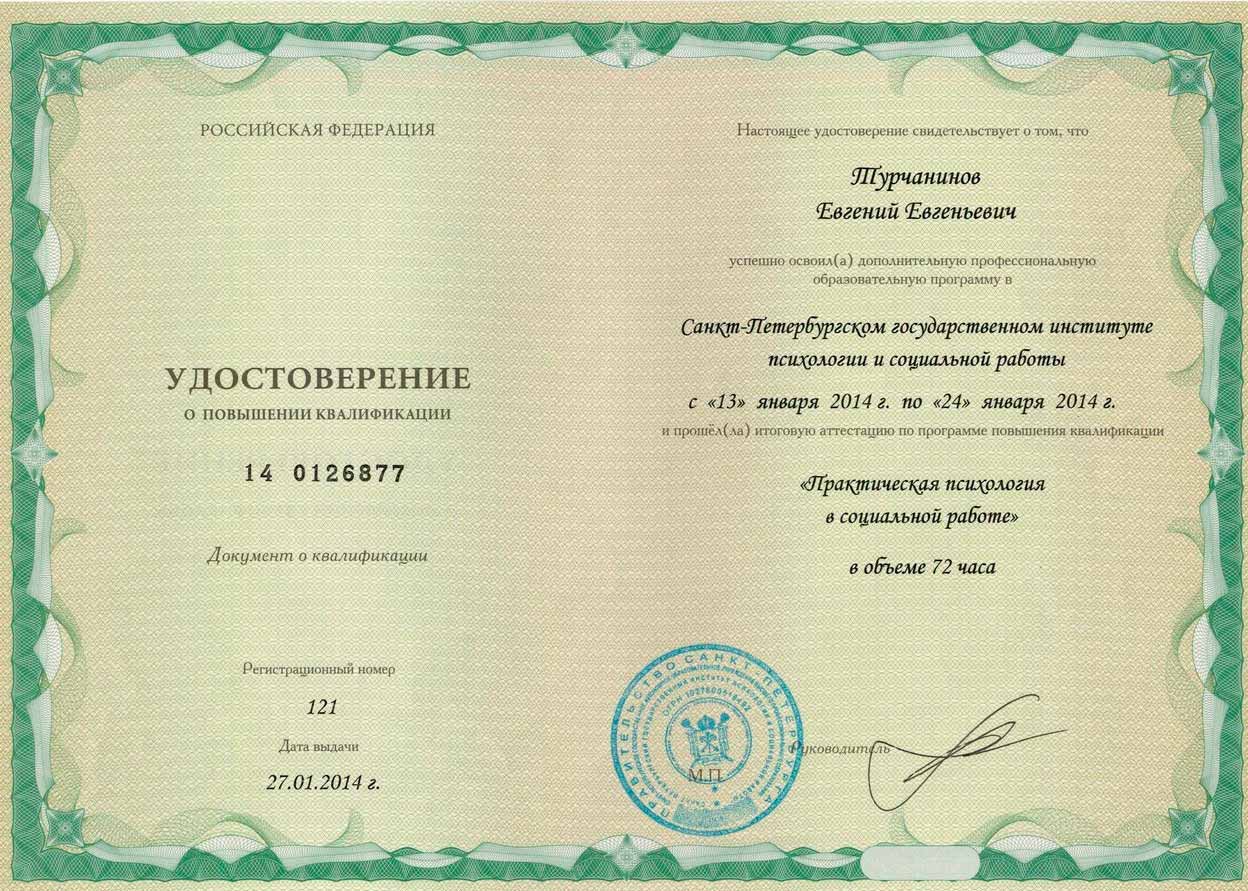 РОССИЙСКАЯ ФЕДЕРАЦИЯ
УДОСТОВЕРЕНИЕ
О ПОВЫШЕНИИ КВАЛИФИКАЦИИ
14 0126877
Документ о квалификации
Регистрационный номер
121
Дата выдачи
27.01.2014 г.
Настоящее удостоверение свидетельствует о том, что
Турчанинов
Евгений Евгеньевич
успешно освоил(а) дополнительную профессиональную
образовательную программу в
Санкт-Петербургском государственном институте
психологии и социальной работы
с «13» января 2014 г. по «24» января 2014 г.
и прошёл(ла) итоговую аттестацию по программе повышения квалификации
«Практическая психология
в социальной работе»
в объеме 72 часа
ПРАВИТЕЛЬСТВО САНКТ-ПЕТЕРБУРГА
М.П.
Руководитель